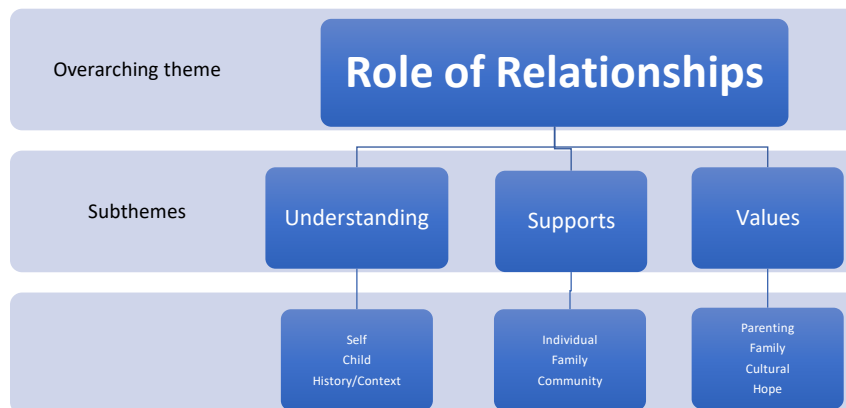 Overarching theme
Role of Relationships
Subthemes
Understanding
Supports
Values
Self
Child
History/Context
Individual
Family
Community
Parenting
Family
Cultural
Hope